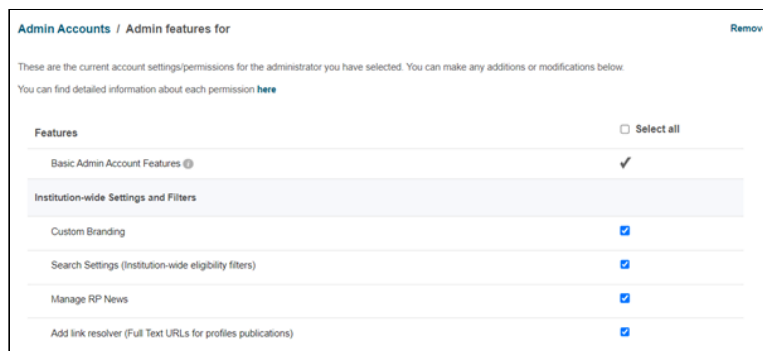 Admin Accounts / Admin features for Remove
These are the current account settings/permissions for the administrator you have selected. You can make any additions or modifications below.
You can find detailed information about each permission here
Features Select all
Basic Admin Account Features
Institution-wide Settings and Filters
Custom Branding
Search Settings (Institution-wide eligibility filters)
Manage RP News
Add link resolver (Full Text URLs for profiles publications)